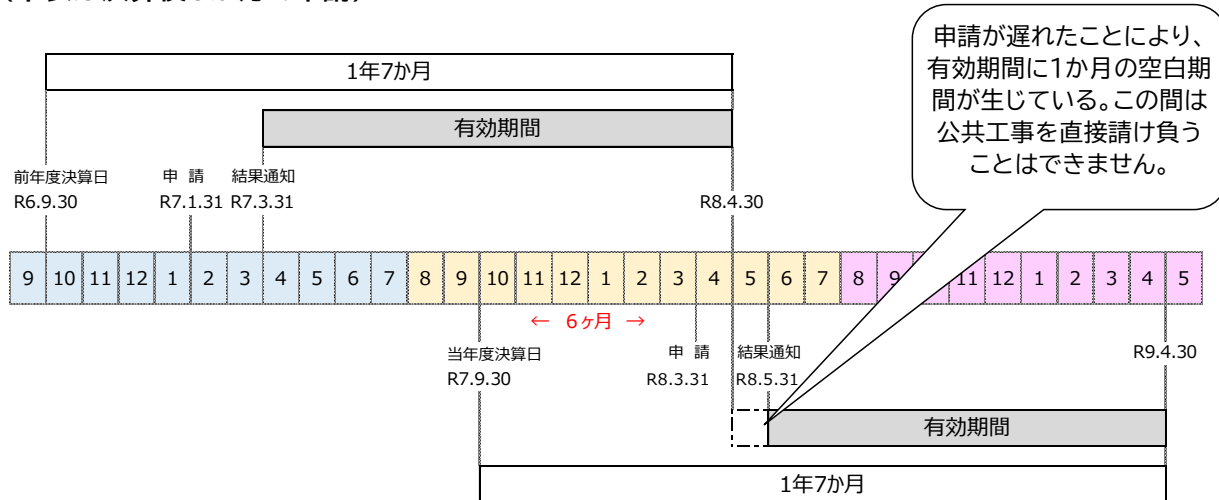 申請が遅れたことにより、
有効期間に1か月の空白期
間が生じている。この間は
公共工事を直接請け負う
ことはできません。
1年7か月
有効期間
前年度決算日
申 請
結果通知
R6.9.30
R7.1.31
R7.3.31
R8.4.30
9 10 11 12 1 2 3 4 5 6 7 8 9 10 11 12 1 2 3 4 5 6 7 8 9 11 12 1 2 3 4 5
← 6ヶ月 →
当年度決算日
申 請
結果通知
R9.4.30
R7.9.30
R8.3.31
R8.5.31
有効期間
1年7か月